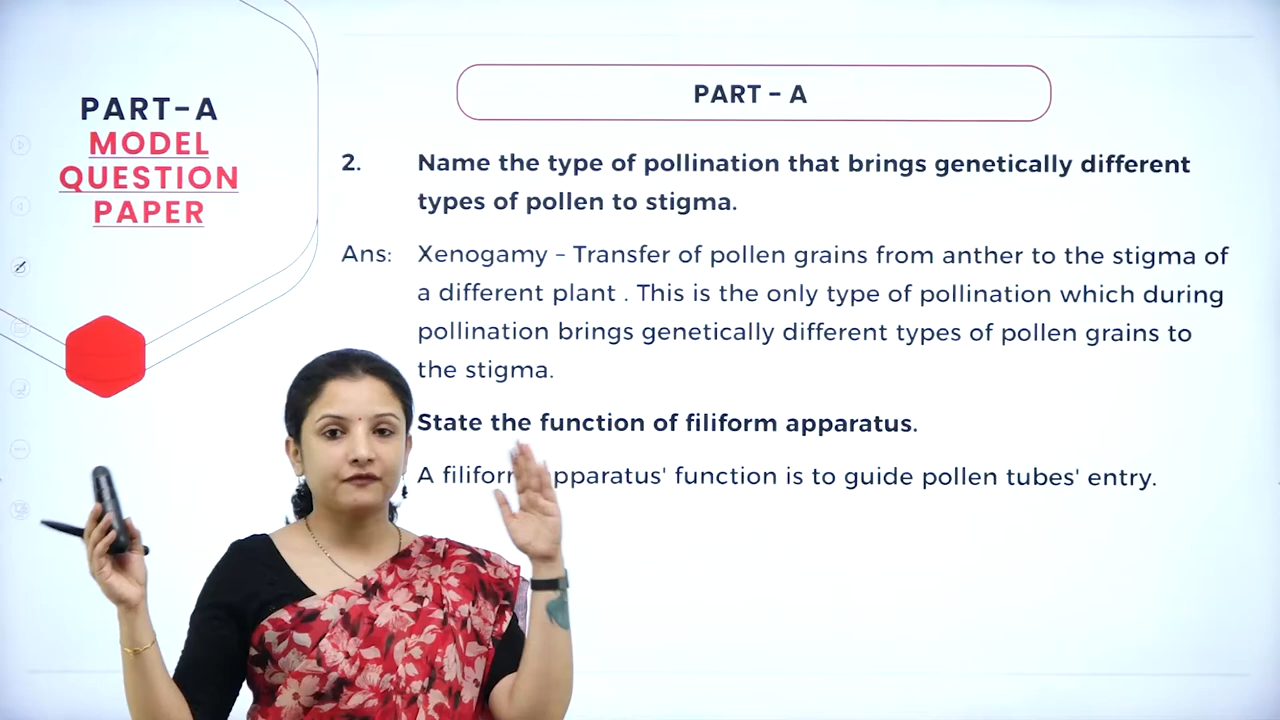 PART-A
MODEL
QUESTION
PAPER
PART - A
2. Name the type of pollination that brings genetically different
types of pollen to stigma.
Ans: Xenogamy – Transfer of pollen grains from anther to the stigma of
a different plant . This is the only type of pollination which during
pollination brings genetically different types of pollen grains to
the stigma.
State the function of filiform apparatus.
A apparatus' function is to guide pollen tubes' entry.